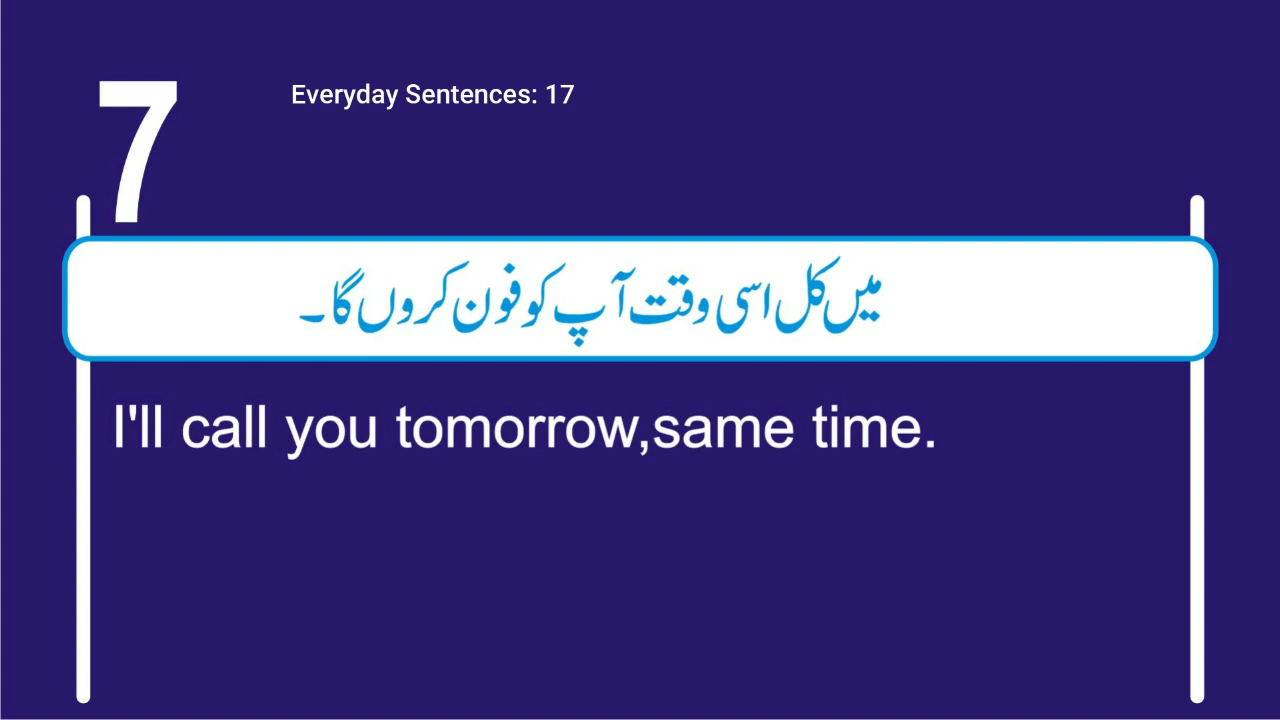 7
Everyday Sentences: 17
میں کل اسی وقت آپ کو فون کروں گا۔
I'll call you tomorrow,same time.